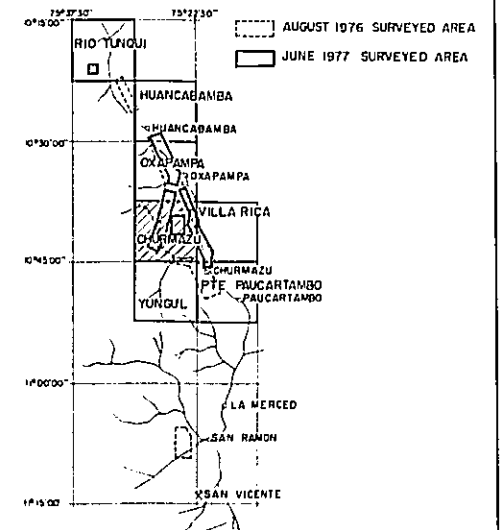 75°37'30" 75°22'30"
10°15'00"
AUGUST 1976 SURVEYED AREA
JUNE 1977 SURVEYED AREA
RIO TUNQUI
HUANCABAMBA
HUANCABAMBA
10°30'00"
OXAPAMPA
OXAPAMPA
VILLA RICA
CHURMAZU
10°45'00"
CHURMAZU
PTE PAUCARTAMBO
PAUCARTAMBO
YUNGUL
11°00'00"
LA MERCED
SAN RAMON
11°15'00"
SAN VICENTE